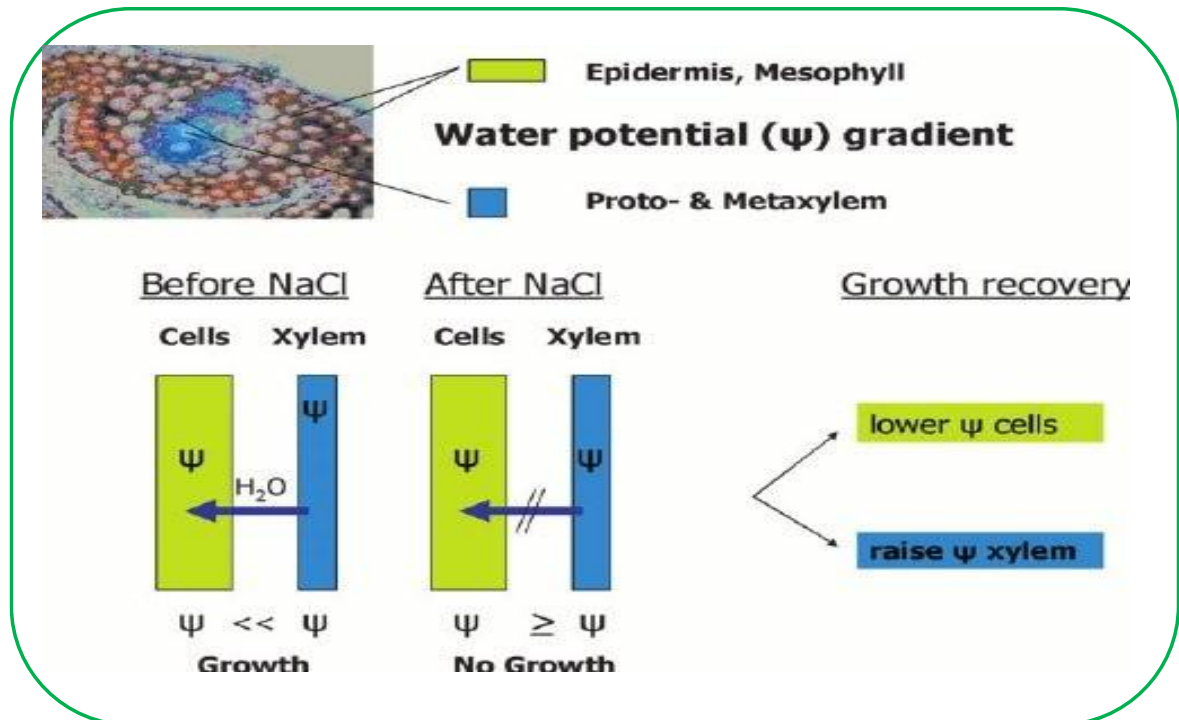 Epidermis, Mesophyll
Water potential (ψ) gradient
Proto- & Metaxylem
Before NaCl
After NaCl
Growth recovery
Cells Xylem
Cells Xylem
ψ
ψ
H₂O
ψ
ψ
lower ψ cells
raise ψ xylem
ψ << ψ
ψ ≥ ψ
Growth
No Growth